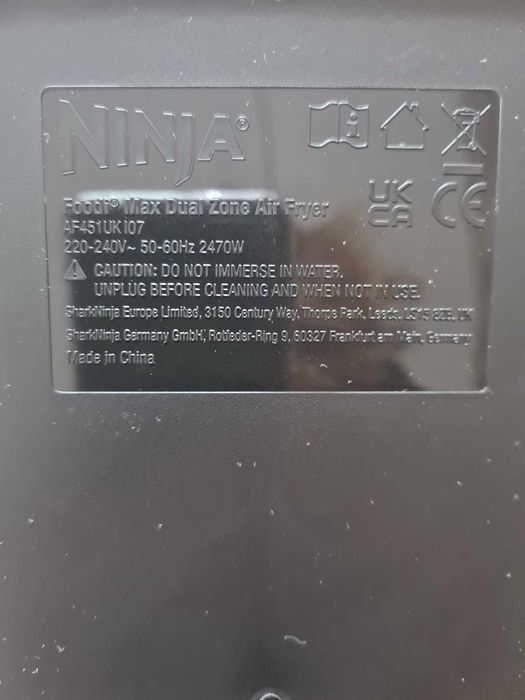 NINJA®
Foodi® Max Dual Zone Air Fryer
AF451UK107
220-240V~ 50-60Hz 2470W
CAUTION: DO NOT IMMERSE IN WATER.
UNPLUG BEFORE CLEANING AND WHEN NOT IN USE.
SharkNinja Europe Limited, 3150 Century Way, Thorpe Park, Leeds, LS15 8ZB, UK
SharkNinja Germany GmbH, Rotfeder-Ring 9, 60327 Frankfurt am Main, Germany
Made in China
UK
CA
CE